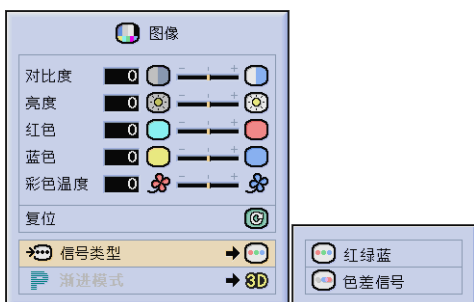 图像
对比度 0
亮度 0
红色 0
蓝色 0
彩色温度 0
复位
信号类型
P 渐进模式 3D
红绿蓝
色差信号